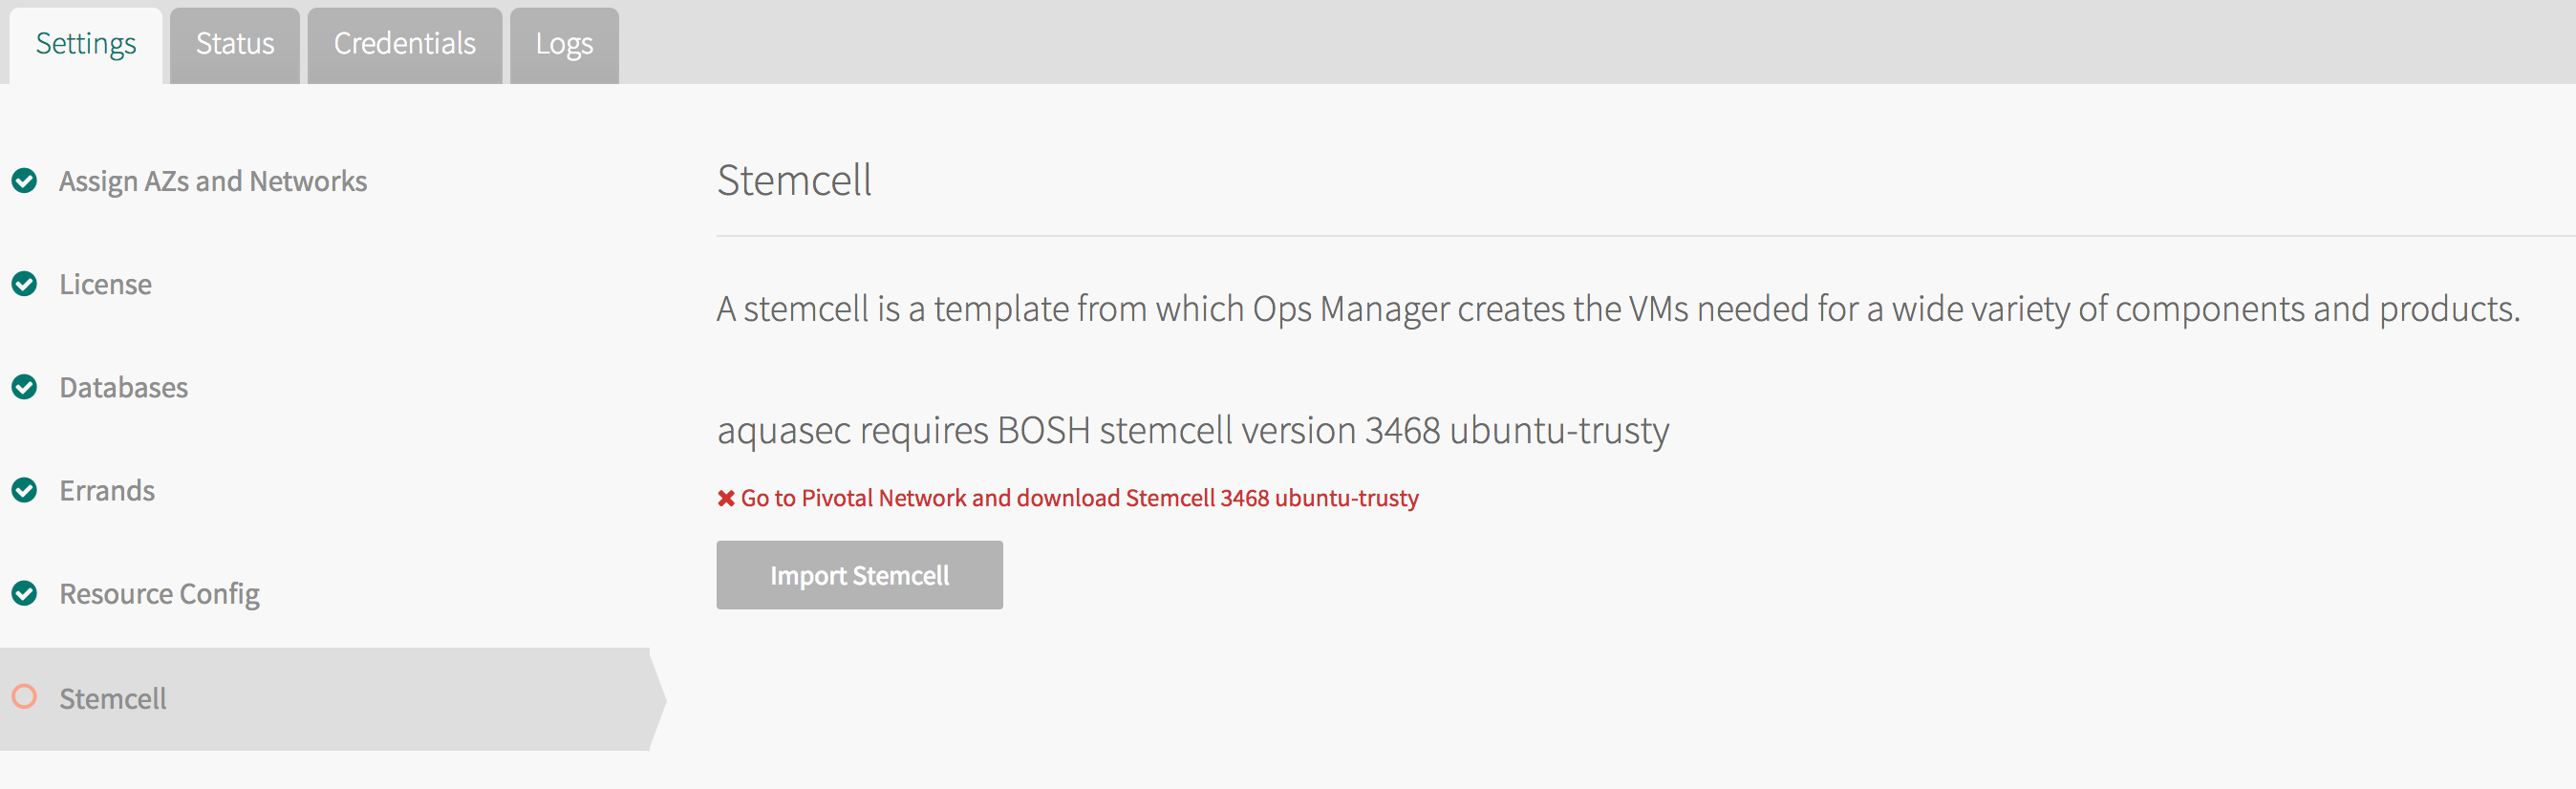 Settings Status Credentials Logs
Assign AZs and Networks
License
Databases
Errands
Resource Config
Stemcell
Stemcell
A stemcell is a template from which Ops Manager creates the VMs needed for a wide variety of components and products.
aquasec requires BOSH stemcell version 3468 ubuntu-trusty
Go to Pivotal Network and download Stemcell 3468 ubuntu-trusty
Import Stemcell